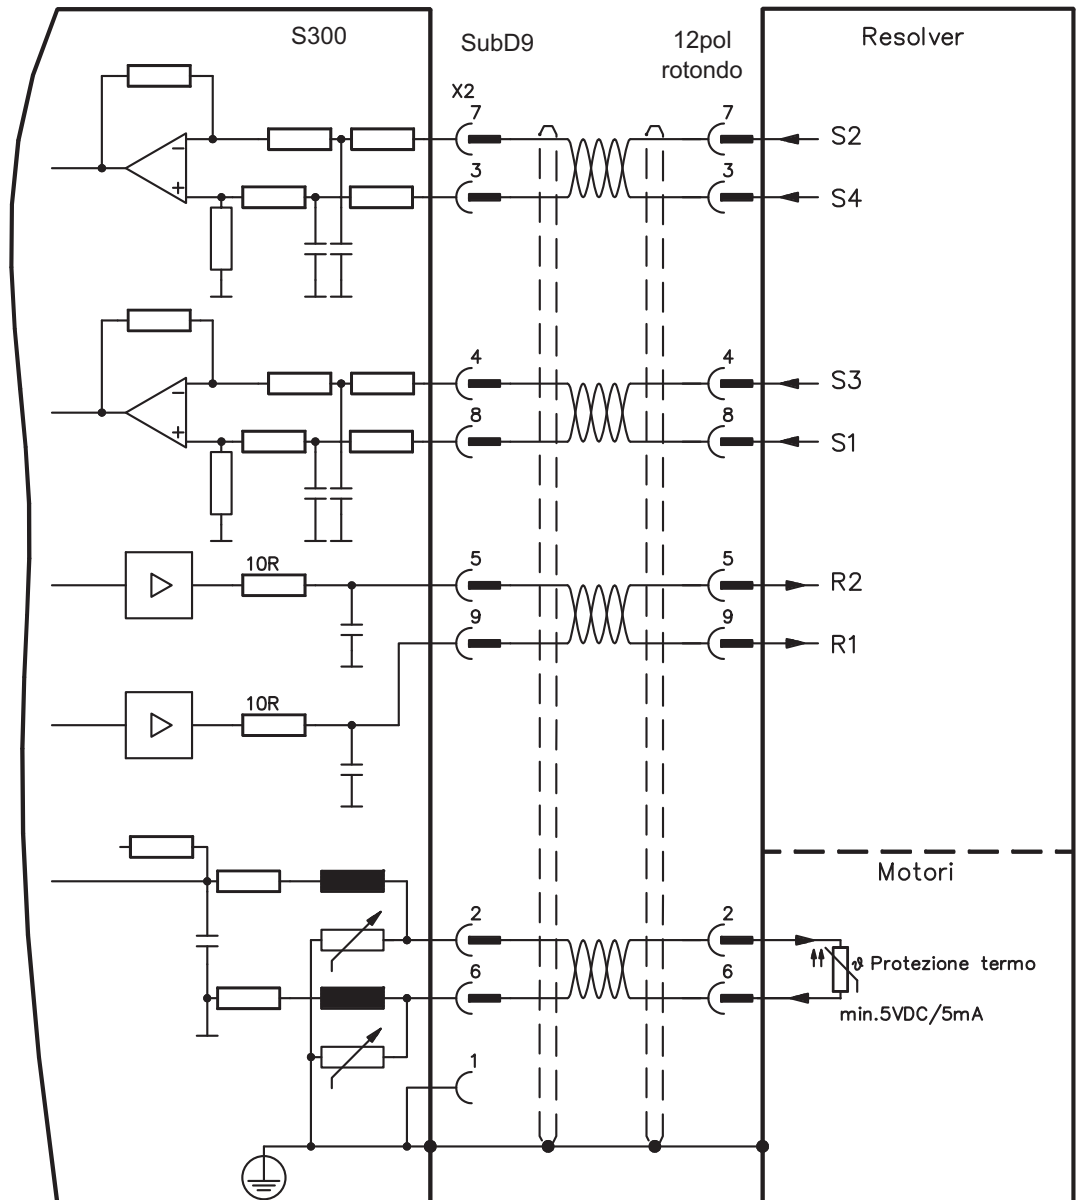 S300
SubD9
12pol
rotondo
Resolver
X2
7
7
S2
3
3
S4
4
4
S3
8
8
S1
10R
5
5
R2
9
9
R1
10R
Motori
2
2
ϑ Protezione termo
6
6
min.5VDC/5mA
1